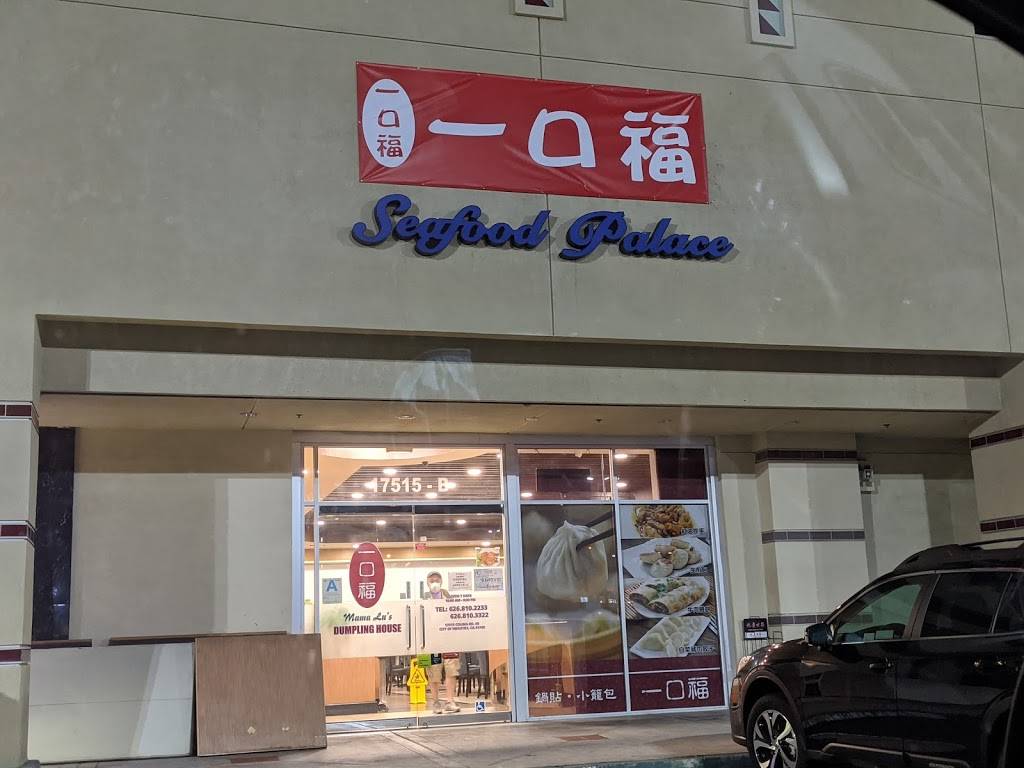 一口福
一口福
Seafood Palace
17515 - B
一口福
Mama Lu's
DUMPLING HOUSE
A
TEL: 626.810.2233
626.810.3322
鍋貼・小籠包
一口福